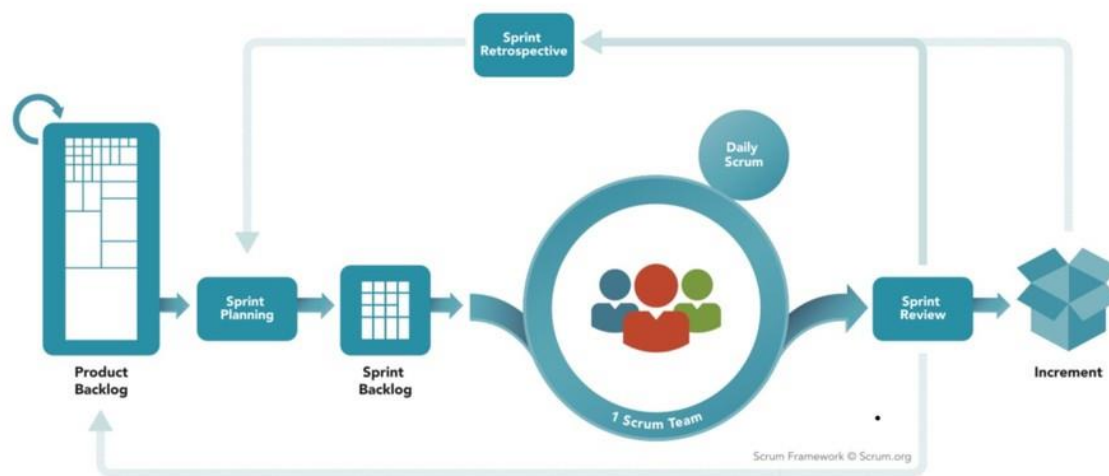 Sprint
Retrospective
Daily
Scrum
Product
Backlog
Sprint
Planning
Sprint
Backlog
1 Scrum Team
Sprint
Review
Increment
Scrum Framework © Scrum.org